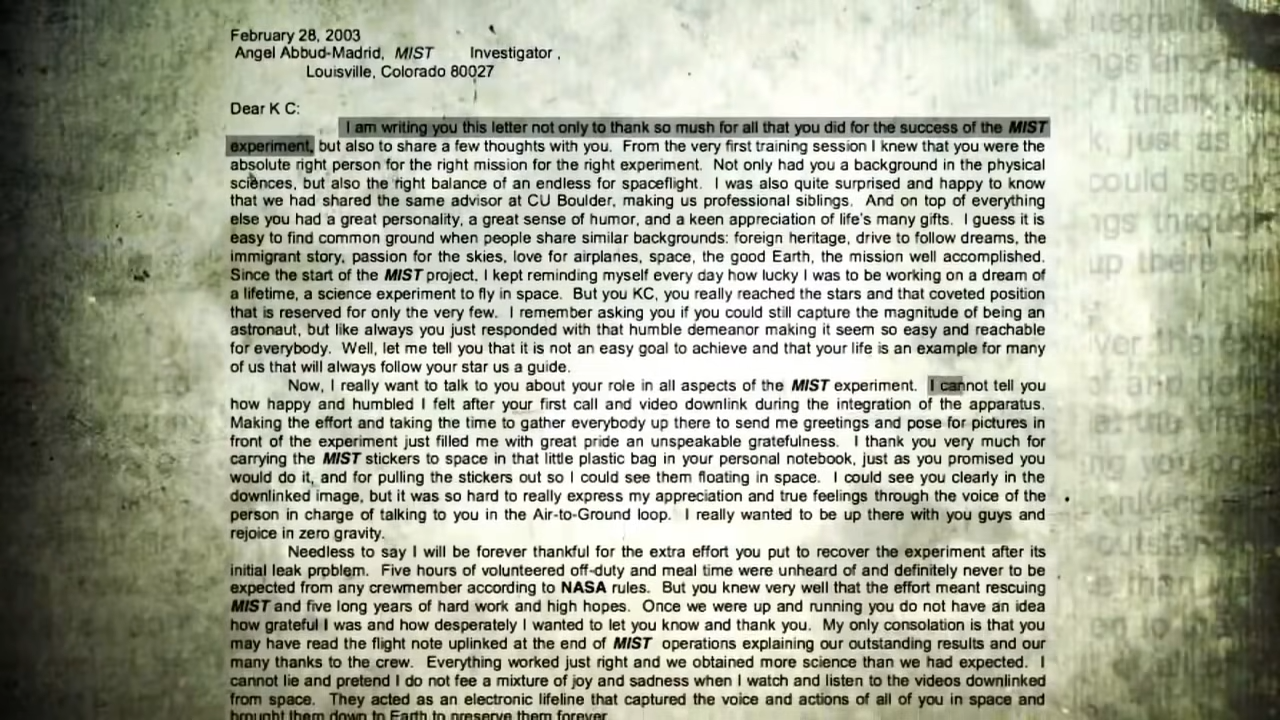 February 28, 2003
Angel Abbud-Madrid, MIST Investigator ,
Louisville, Colorado 80027
Dear K C:
I am writing you this letter not only to thank so mush for all that you did for the success of the MIST
experiment, but also to share a few thoughts with you. From the very first training session I knew that you were the
absolute right person for the right mission for the right experiment. Not only had you a background in the physical
sciences, but also the right balance of an endless for spaceflight. I was also quite surprised and happy to know
that we had shared the same advisor at CU Boulder, making us professional siblings. And on top of everything
else you had a great personality, a great sense of humor, and a keen appreciation of life's many gifts. I guess it is
easy to find common ground when people share similar backgrounds: foreign heritage, drive to follow dreams, the
immigrant story, passion for the skies, love for airplanes, space, the good Earth, the mission well accomplished.
Since the start of the MIST project, I kept reminding myself every day how lucky I was to be working on a dream of
a lifetime, a science experiment to fly in space. But you KC, you really reached the stars and that coveted position
that is reserved for only the very few. I remember asking you if you could still capture the magnitude of being an
astronaut, but like always you just responded with that humble demeanor making it seem so easy and reachable
for everybody. Well, let me tell you that it is not an easy goal to achieve and that your life is an example for many
of us that will always follow your star us a guide.
Now, I really want to talk to you about your role in all aspects of the MIST experiment. I cannot tell you
how happy and humbled I felt after your first call and video downlink during the integration of the apparatus.
Making the effort and taking the time to gather everybody up there to send me greetings and pose for pictures in
front of the experiment just filled me with great pride an unspeakable gratefulness. I thank you very much for
carrying the MIST stickers to space in that little plastic bag in your personal notebook, just as you promised you
would do it, and for pulling the stickers out so I could see them floating in space. I could see you clearly in the
downlinked image, but it was so hard to really express my appreciation and true feelings through the voice of the
person in charge of talking to you in the Air-to-Ground loop. I really wanted to be up there with you guys and
rejoice in zero gravity.
Needless to say I will be forever thankful for the extra effort you put to recover the experiment after its
initial leak problem. Five hours of volunteered off-duty and meal time were unheard of and definitely never to be
expected from any crewmember according to NASA rules. But you knew very well that the effort meant rescuing
MIST and five long years of hard work and high hopes. Once we were up and running you do not have an idea
how grateful I was and how desperately I wanted to let you know and thank you. My only consolation is that you
may have read the flight note uplinked at the end of MIST operations explaining our outstanding results and our
many thanks to the crew. Everything worked just right and we obtained more science than we had expected. I
cannot lie and pretend I do not fee a mixture of joy and sadness when I watch and listen to the videos downlinked
from space. They acted as an electronic lifeline that captured the voice and actions of all of you in space and
brought them down to Earth to preserve them forever